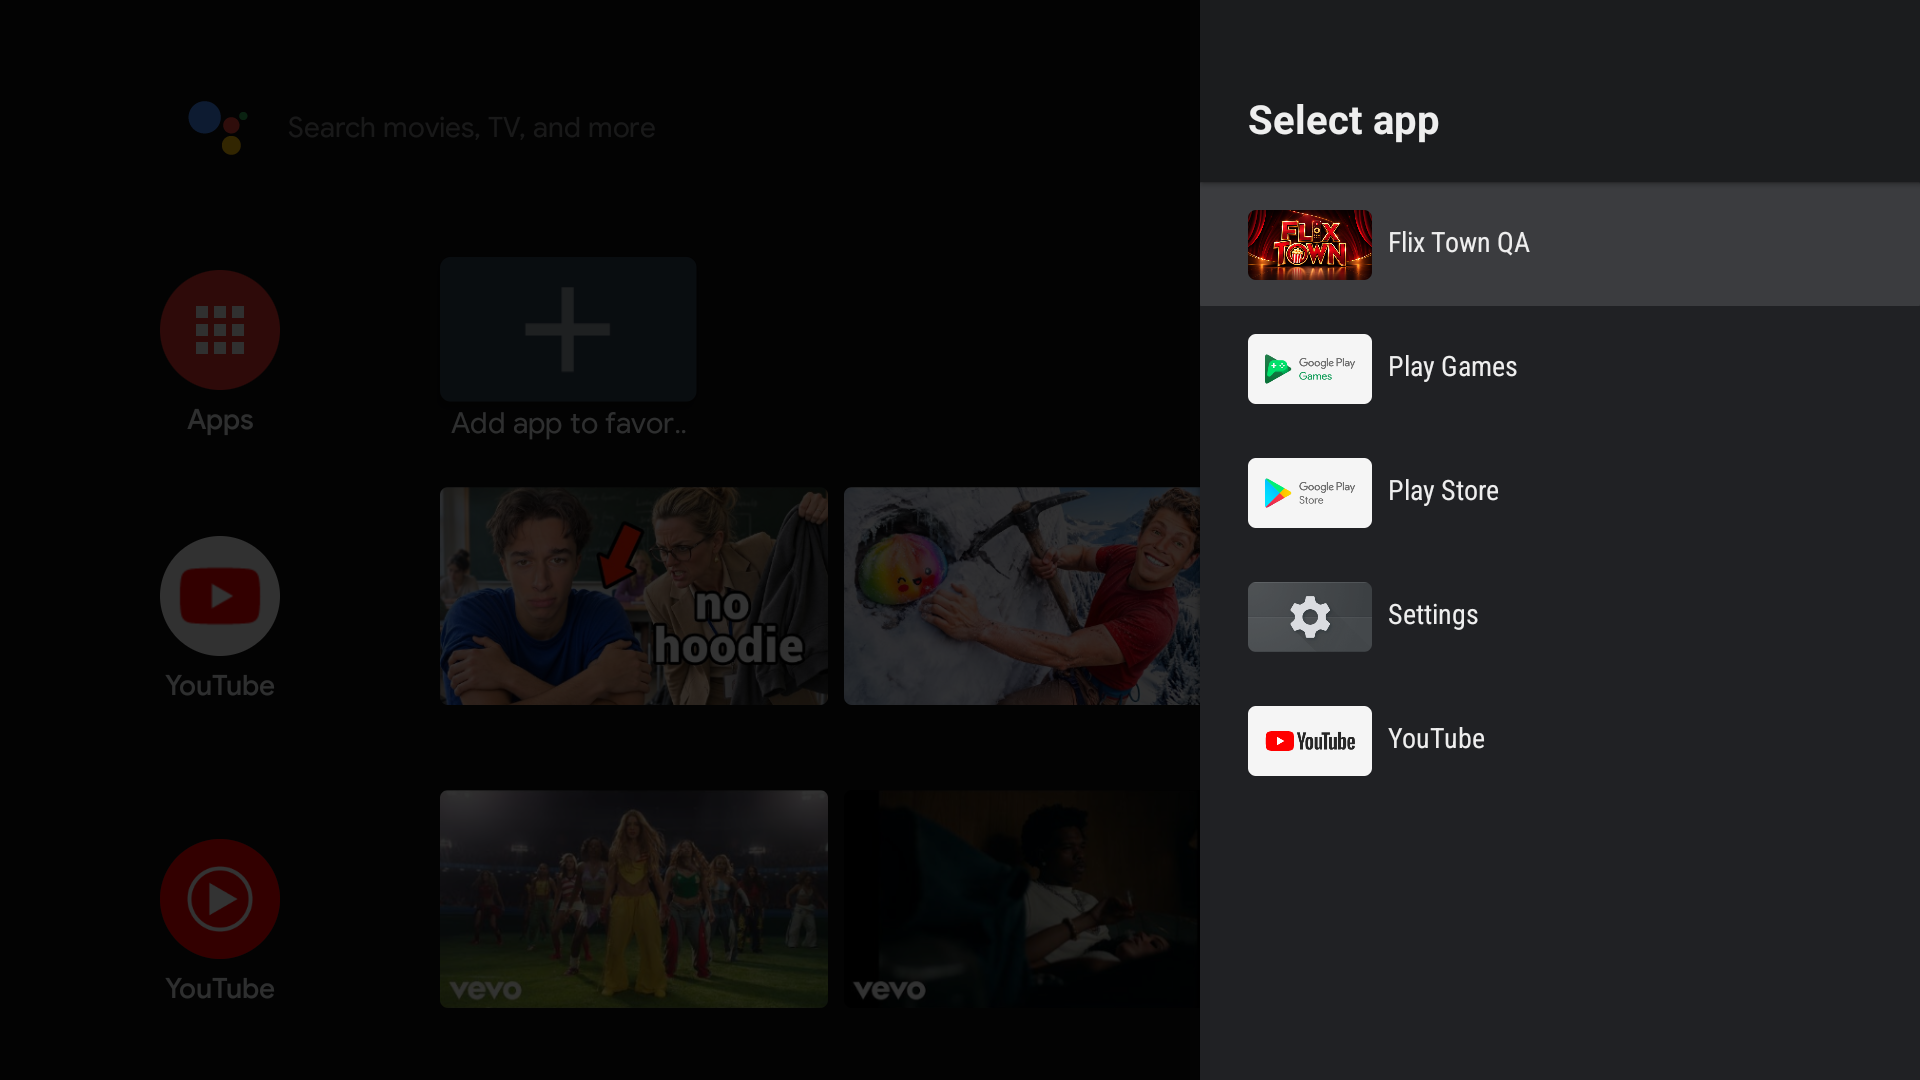 Search movies, TV, and more
Apps
Add app to favor..
YouTube
no
hoodie
YouTube
vevo
vevo
Select app
FLIX
TOWN
Flix Town QA
Google Play
Games
Play Games
Google Play
Store
Play Store
Settings
YouTube
YouTube